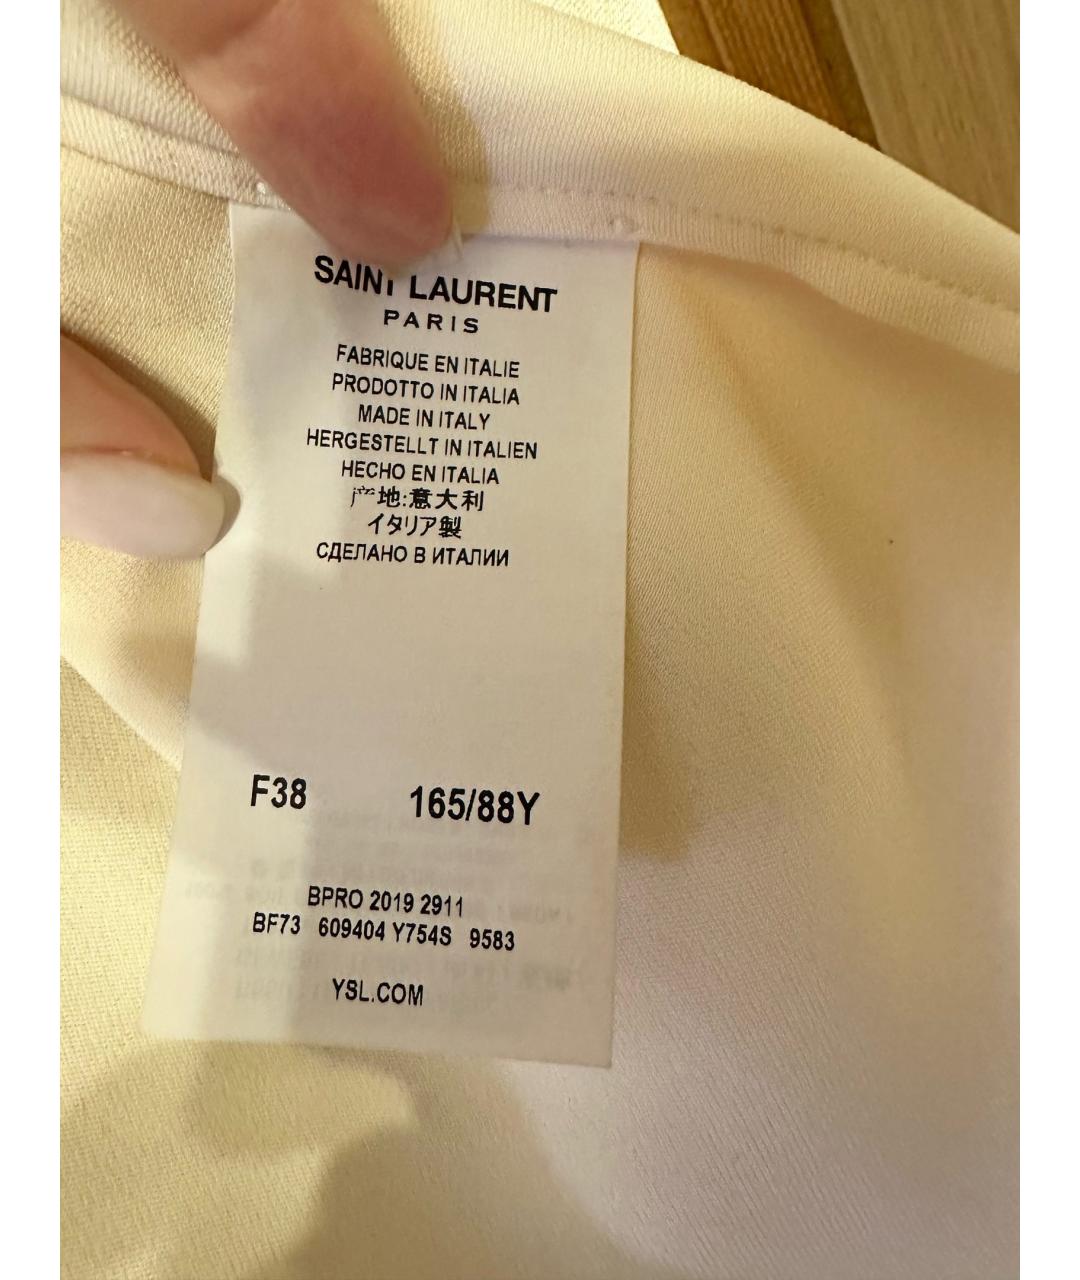 SAINT LAURENT
PARIS
FABRIQUE EN ITALIE
PRODOTTO IN ITALIA
MADE IN ITALY
HERGESTELLT IN ITALIEN
HECHO EN ITALIA
产地:意大利
イタリア製
СДЕЛАНО В ИТАЛИИ
F38 165/88Y
BPRO 2019 2911
BF73 609404 Y754S 9583
YSL.COM